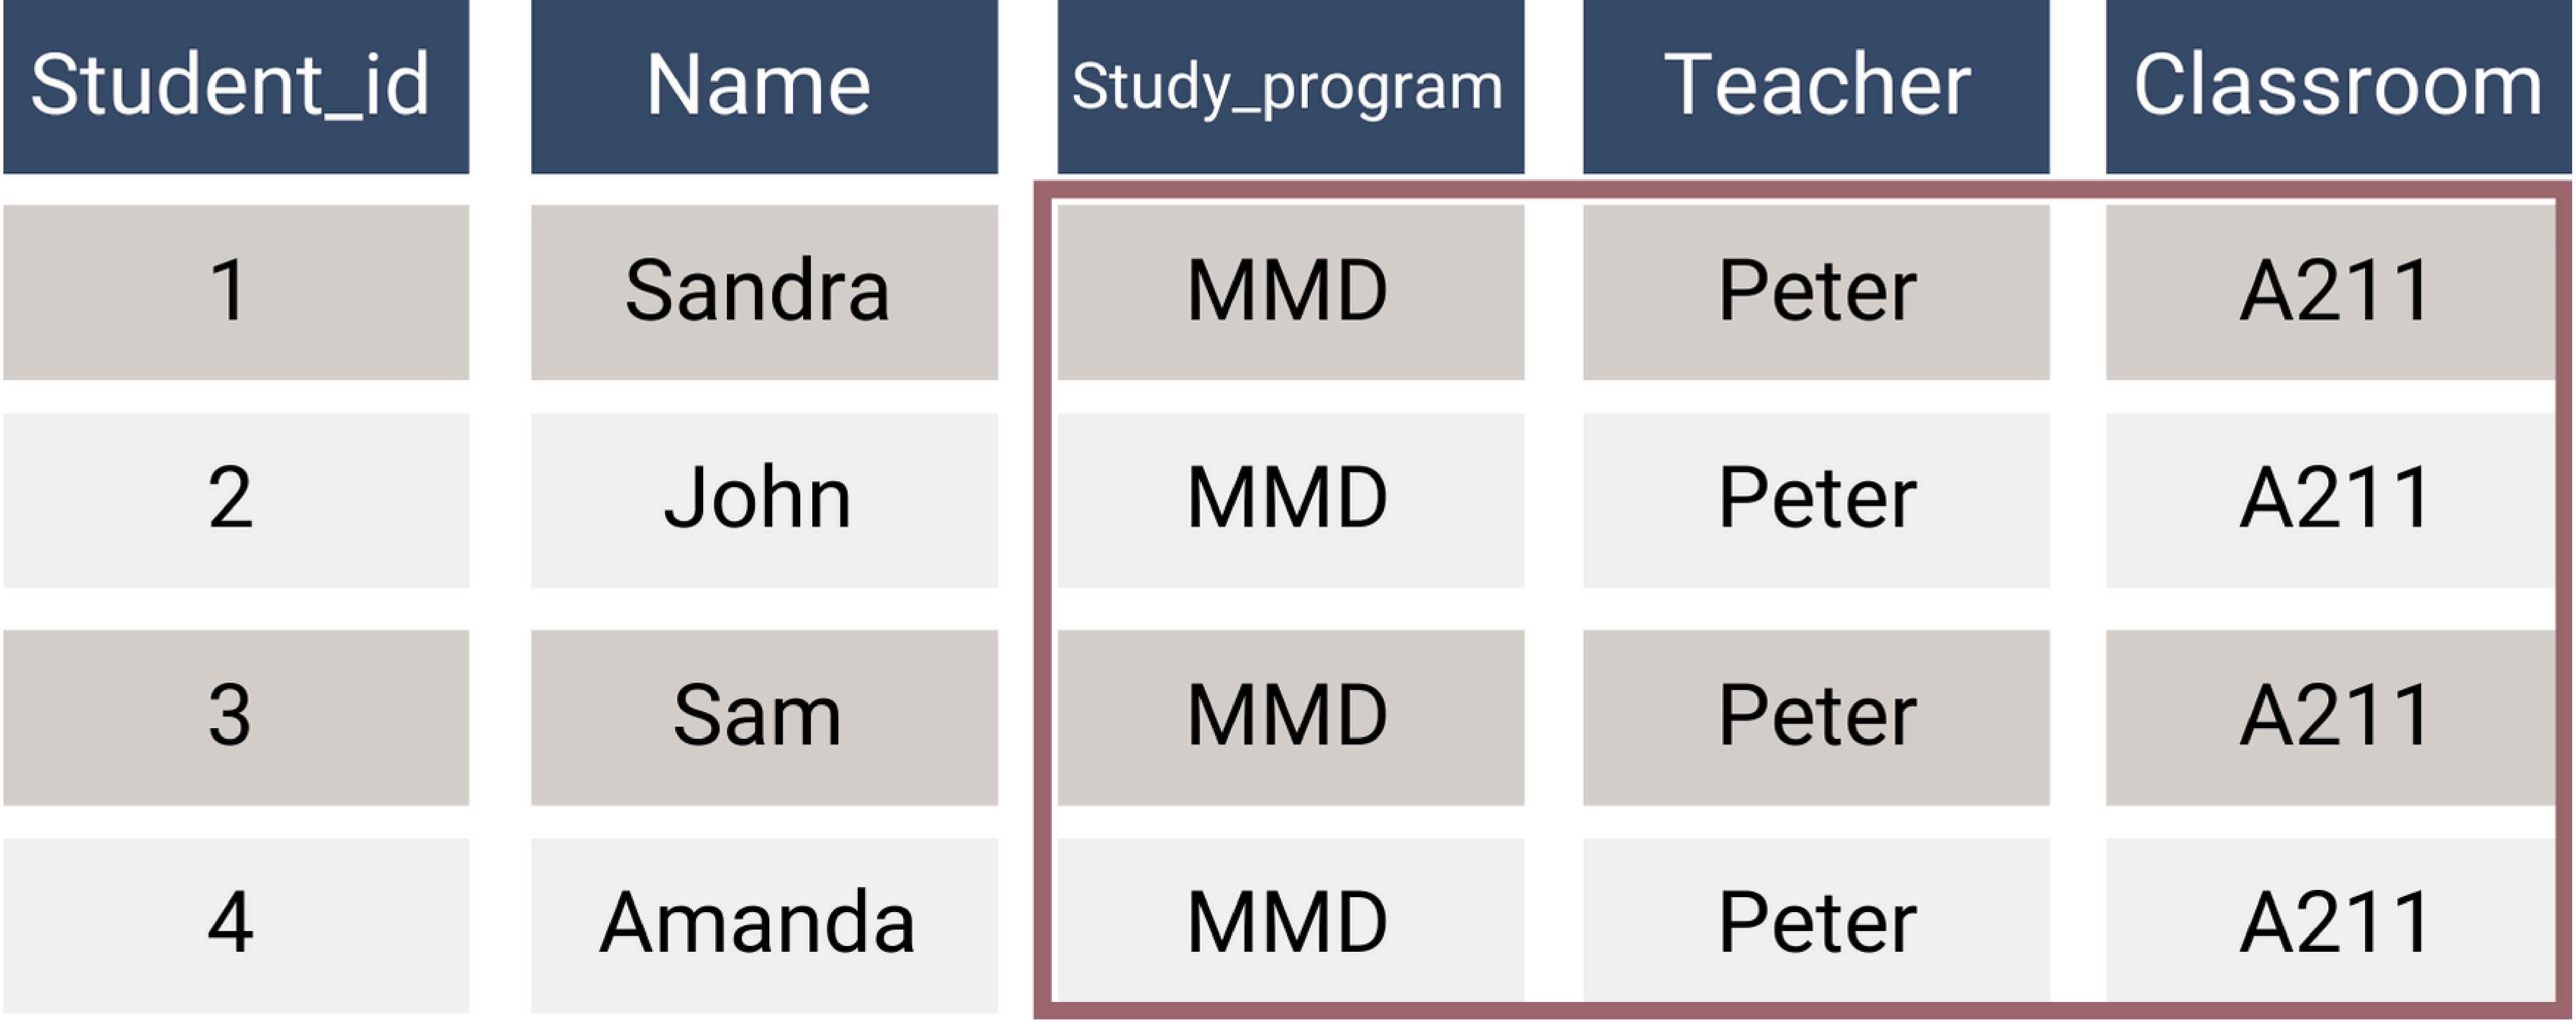 Student_id Name Study_program Teacher Classroom
1 Sandra MMD Peter A211
2 John MMD Peter A211
3 Sam MMD Peter A211
4 Amanda MMD Peter A211